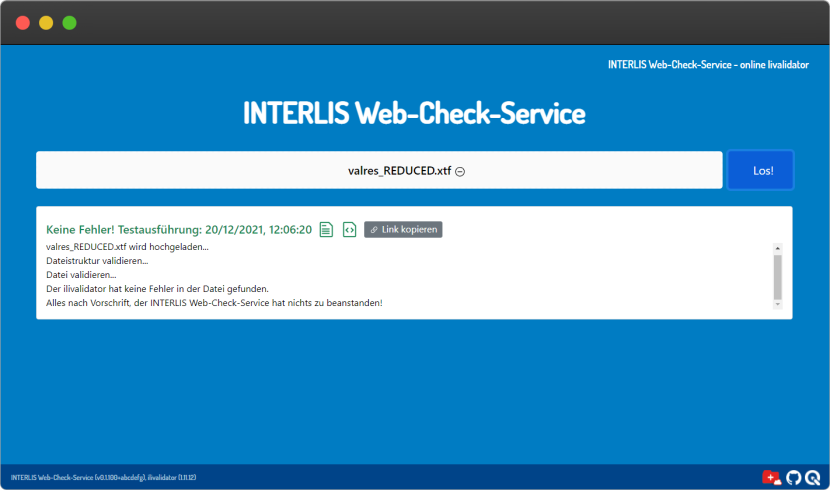 INTERLIS Web-Check-Service - online Iivalidator
INTERLIS Web-Check-Service
valres_REDUCED.xtf
Los!
Keine Fehler! Testausführung: 20/12/2021, 12:06:20
Link kopieren
valres_REDUCED.xtf wird hochgeladen...
Dateistruktur validieren...
Datei validieren...
Der ilivalidator hat keine Fehler in der Datei gefunden.
Alles nach Vorschrift, der INTERLIS Web-Check-Service hat nichts zu beanstanden!
INTERLIS Web-Check-Service (v0.1.100+abcdefg), ilivalidator (1.11.12)